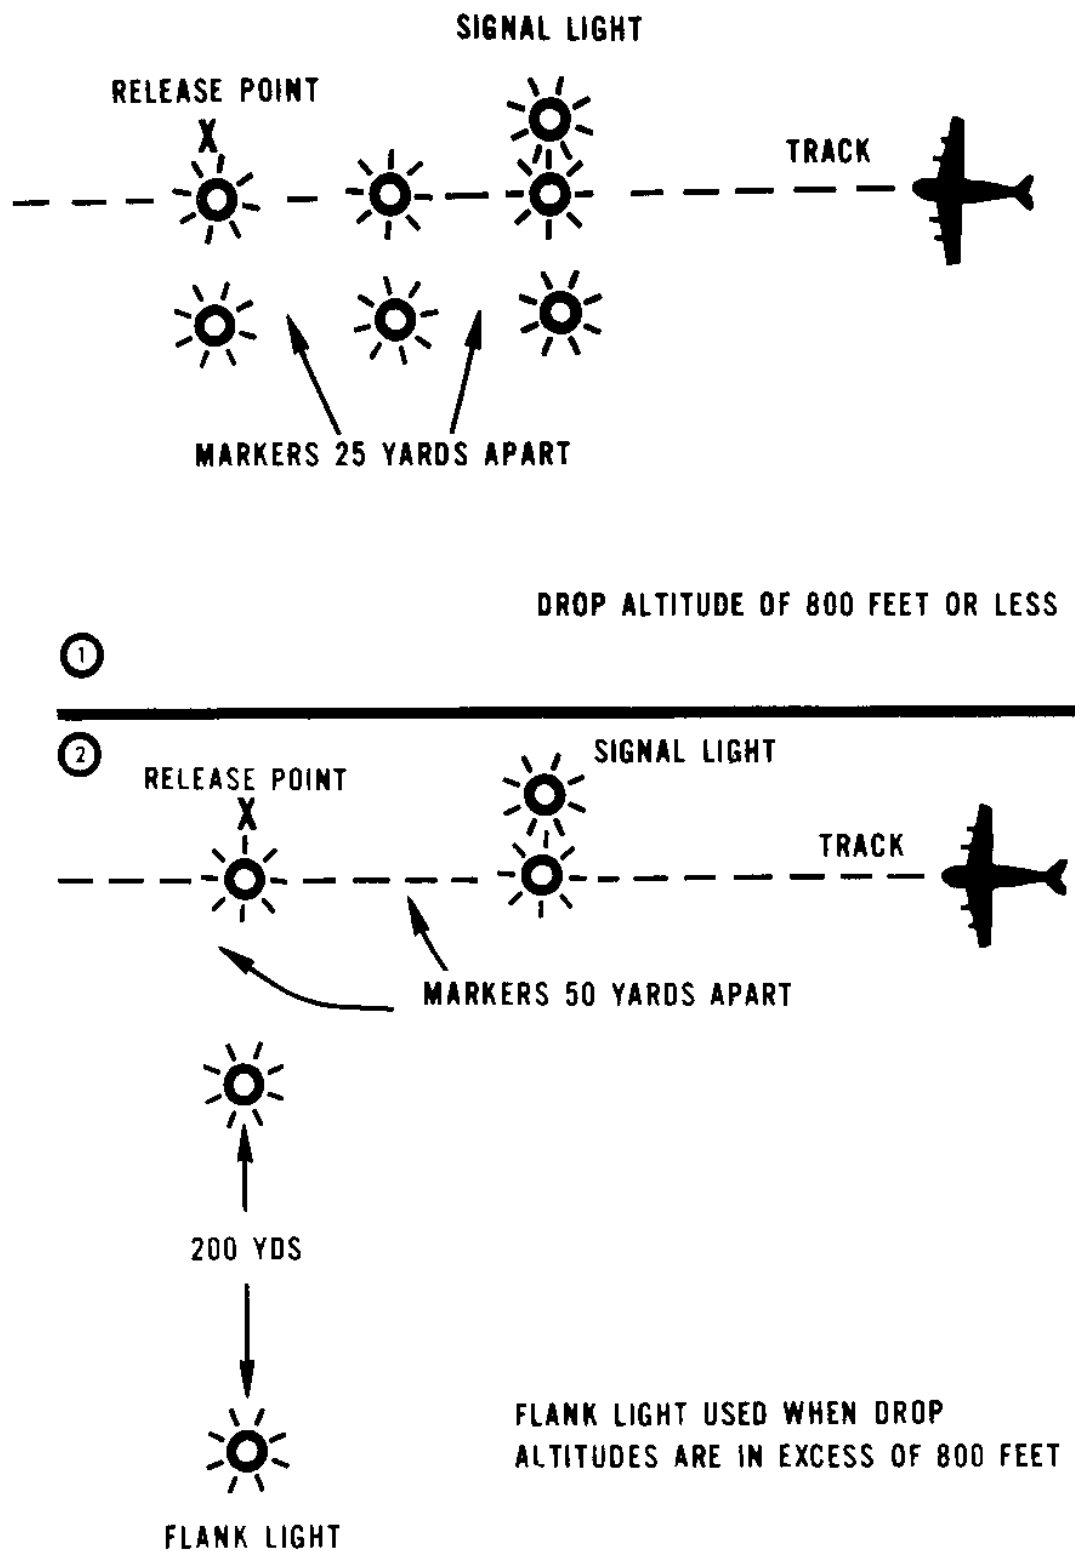 SIGNAL LIGHT
RELEASE POINT
X
TRACK
MARKERS 25 YARDS APART
DROP ALTITUDE OF 800 FEET OR LESS
1
2
SIGNAL LIGHT
RELEASE POINT
X
TRACK
MARKERS 50 YARDS APART
200 YDS
FLANK LIGHT USED WHEN DROP
ALTITUDES ARE IN EXCESS OF 800 FEET
FLANK LIGHT